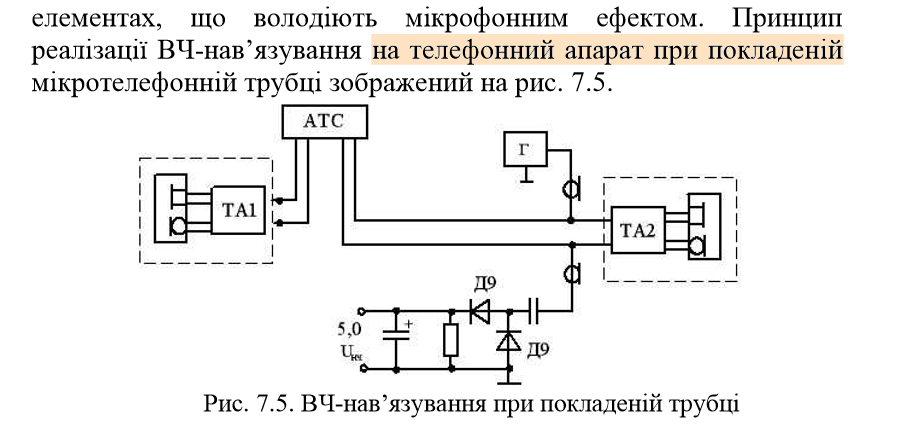 елементах, що володіють мікрофонним ефектом. Принцип
реалізації ВЧ-нав’язування на телефонний апарат при покладеній
мікротелефонній трубці зображений на рис. 7.5.
АТС
Г
ТА1
ТА2
Д9
+
5,0
Д9
Рис. 7.5. ВЧ-нав’язування при покладеній трубці